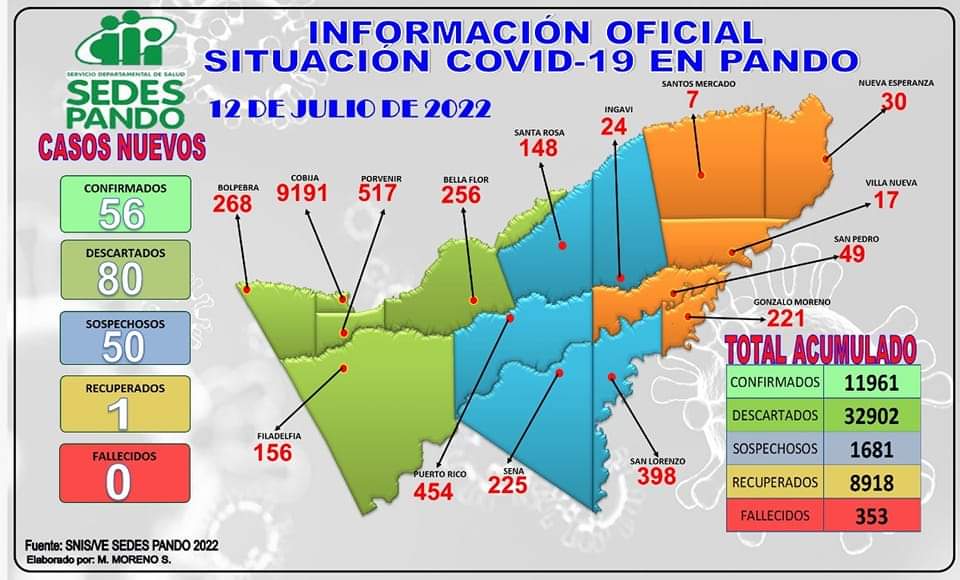 INFORMACIÓN OFICIAL
SITUACIÓN COVID-19 EN PANDO
12 DE JULIO DE 2022
SERVICIO DEPARTAMENTAL DE SALUD
SEDES
PANDO
CASOS NUEVOS
CONFIRMADOS
56
DESCARTADOS
80
SOSPECHOSOS
50
RECUPERADOS
1
FALLECIDOS
0
BOLPEBRA
268
COBIJA
9191
PORVENIR
517
BELLA FLOR
256
SANTA ROSA
148
INGAVI
24
SANTOS MERCADO
7
NUEVA ESPERANZA
30
VILLA NUEVA
17
SAN PEDRO
49
GONZALO MORENO
221
FILADELFIA
156
PUERTO RICO
454
SENA
225
SAN LORENZO
398
TOTAL ACUMULADO
CONFIRMADOS 11961
DESCARTADOS 32902
SOSPECHOSOS 1681
RECUPERADOS 8918
FALLECIDOS 353
Fuente: SNIS/VE SEDES PANDO 2022
Elaborado por: M. MORENO S.